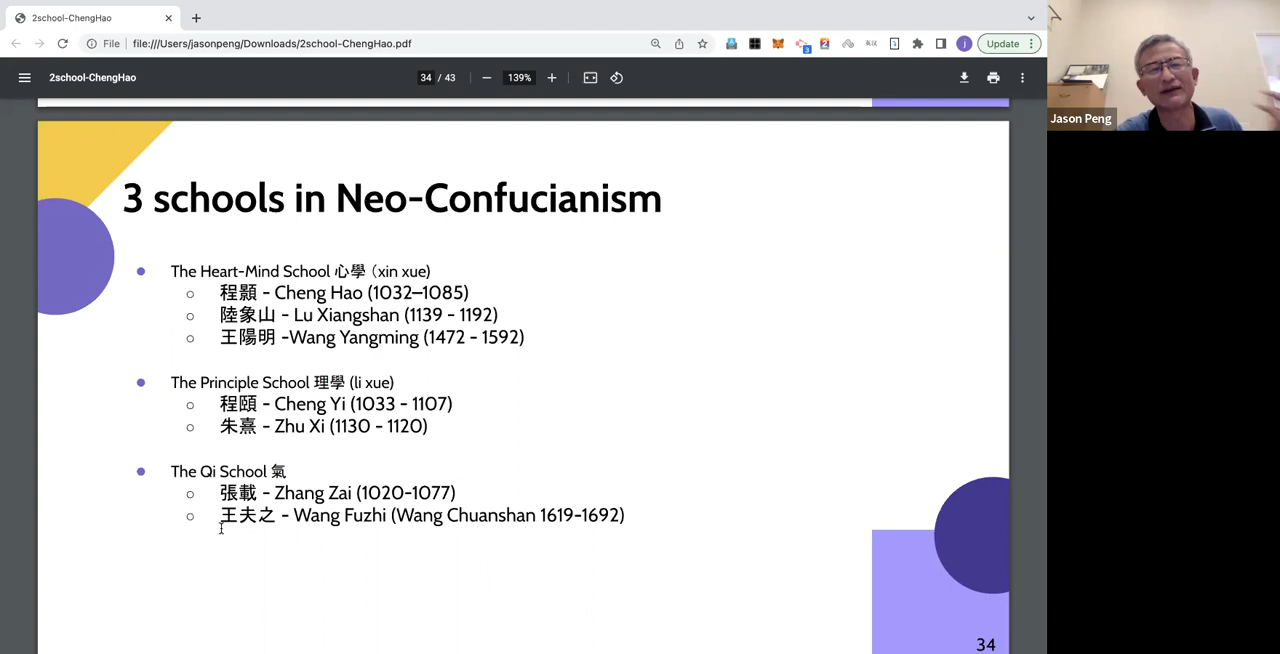 2school-ChengHao
File
file:///Users/jasonpeng/Downloads/2school-ChengHao.pdf
Update
2school-ChengHao
34 / 43
139%
Jason Peng
3 schools in Neo-Confucianism
The Heart-Mind School 心學 (xin xue)
程顥 - Cheng Hao (1032–1085)
陸象山 - Lu Xiangshan (1139 - 1192)
王陽明 -Wang Yangming (1472 - 1592)
The Principle School 理學 (li xue)
程頤 - Cheng Yi (1033 - 1107)
朱熹 - Zhu Xi (1130 - 1120)
The Qi School 氣
張載 - Zhang Zai (1020-1077)
王夫之 - Wang Fuzhi (Wang Chuanshan 1619-1692)
34